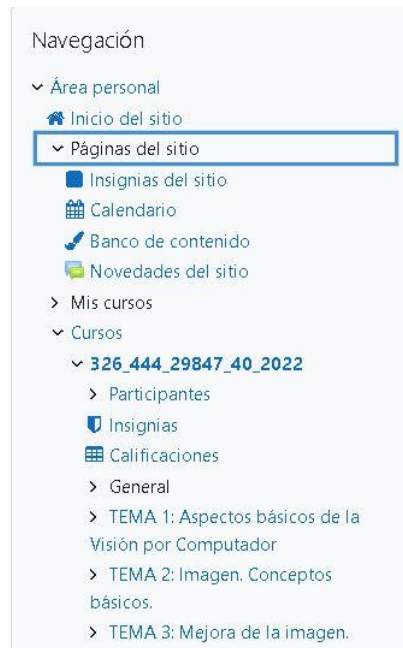 Navegación
Área personal
Inicio del sitio
Páginas del sitio
Insignias del sitio
Calendario
Banco de contenido
Novedades del sitio
Mis cursos
Cursos
326_444_29847_40_2022
Participantes
Insignias
Calificaciones
General
TEMA 1: Aspectos básicos de la
Visión por Computador
TEMA 2: Imagen. Conceptos
básicos.
TEMA 3: Mejora de la imagen.